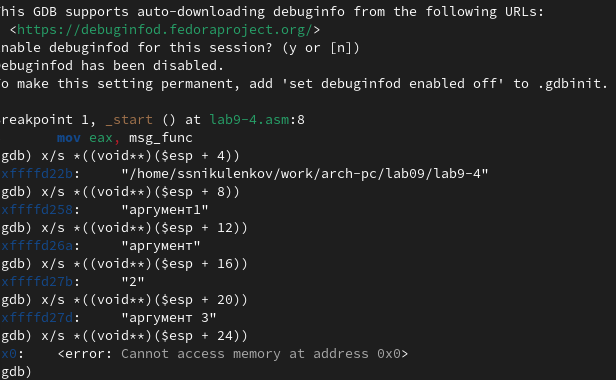 his GDB supports auto-downloading debuginfo from the following URLs:
<https://debuginfod.fedoraproject.org/>
nable debuginfod for this session? (y or [n])
ebuginfod has been disabled.
o make this setting permanent, add 'set debuginfod enabled off' to .gdbinit.
reakpoint 1, _start () at lab9-4.asm:8
mov eax, msg_func
gdb) x/s *((void**)($esp + 4))
xffffd22b: "/home/ssnikulenkov/work/arch-pc/lab09/lab9-4"
gdb) x/s *((void**)($esp + 8))
xffffd258: "аргумент1"
gdb) x/s *((void**)($esp + 12))
xffffd26a: "аргумент"
gdb) x/s *((void**)($esp + 16))
xffffd27b: "2"
gdb) x/s *((void**)($esp + 20))
xffffd27d: "аргумент 3"
gdb) x/s *((void**)($esp + 24))
x0: <error: Cannot access memory at address 0x0>
gdb)